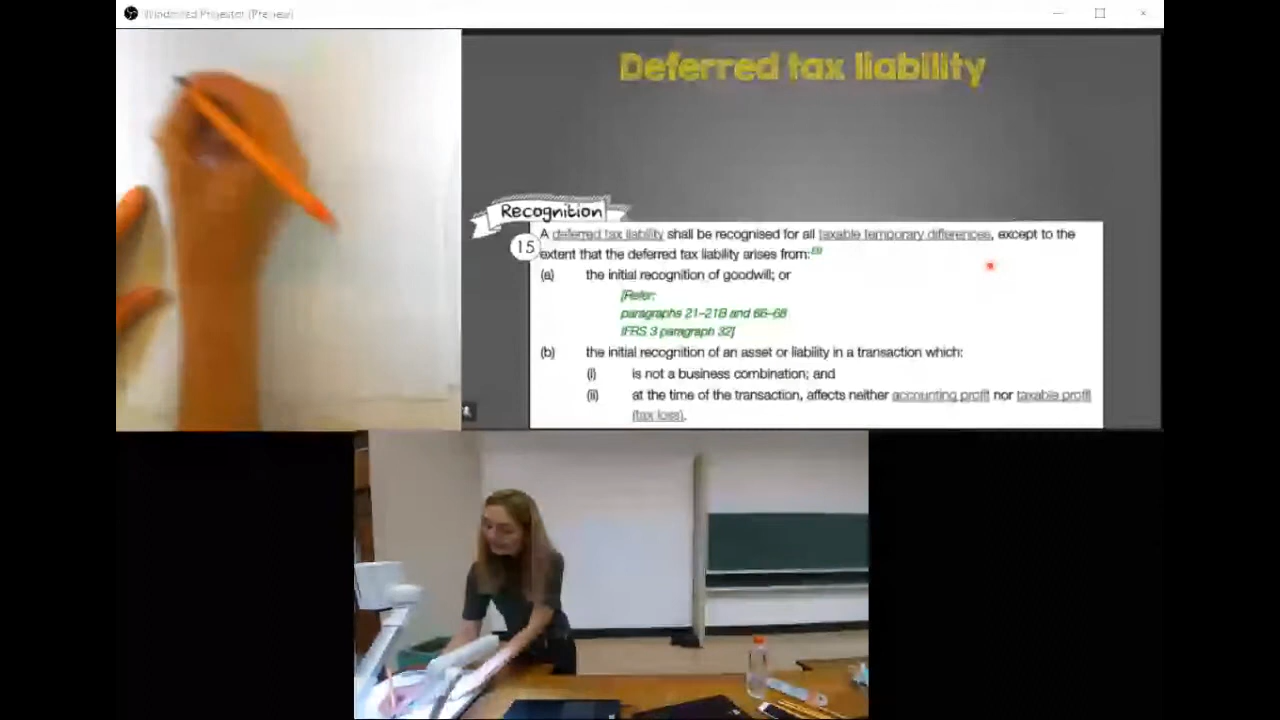 Windowed Projector (Preview)
Deferred tax liability
Recognition
15
A deferred tax liability shall be recognised for all taxable temporary differences, except to the
extent that the deferred tax liability arises from:
(a) the initial recognition of goodwill; or
[Refer:
paragraphs 21–21B and 66–68
IFRS 3 paragraph 32]
(b) the initial recognition of an asset or liability in a transaction which:
(i) is not a business combination; and
(ii) at the time of the transaction, affects neither accounting profit nor taxable profit
(tax loss).